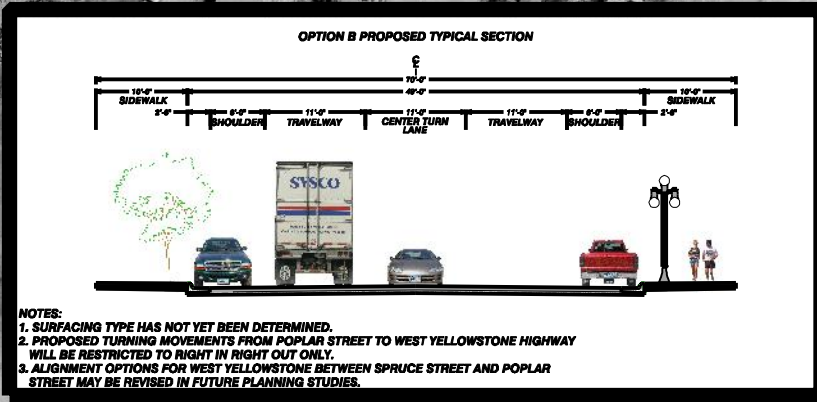 OPTION B PROPOSED TYPICAL SECTION
℄
70'-0"
10'-0" 49'-0" 10'-0"
SIDEWALK SIDEWALK
2'-6" 6'-0" 11'-0" 11'-0" 11'-0" 6'-0" 2'-6"
SHOULDER TRAVELWAY CENTER TURN TRAVELWAY SHOULDER
LANE
SYSCO
NOTES:
1. SURFACING TYPE HAS NOT YET BEEN DETERMINED.
2. PROPOSED TURNING MOVEMENTS FROM POPLAR STREET TO WEST YELLOWSTONE HIGHWAY
WILL BE RESTRICTED TO RIGHT IN RIGHT OUT ONLY.
3. ALIGNMENT OPTIONS FOR WEST YELLOWSTONE BETWEEN SPRUCE STREET AND POPLAR
STREET MAY BE REVISED IN FUTURE PLANNING STUDIES.